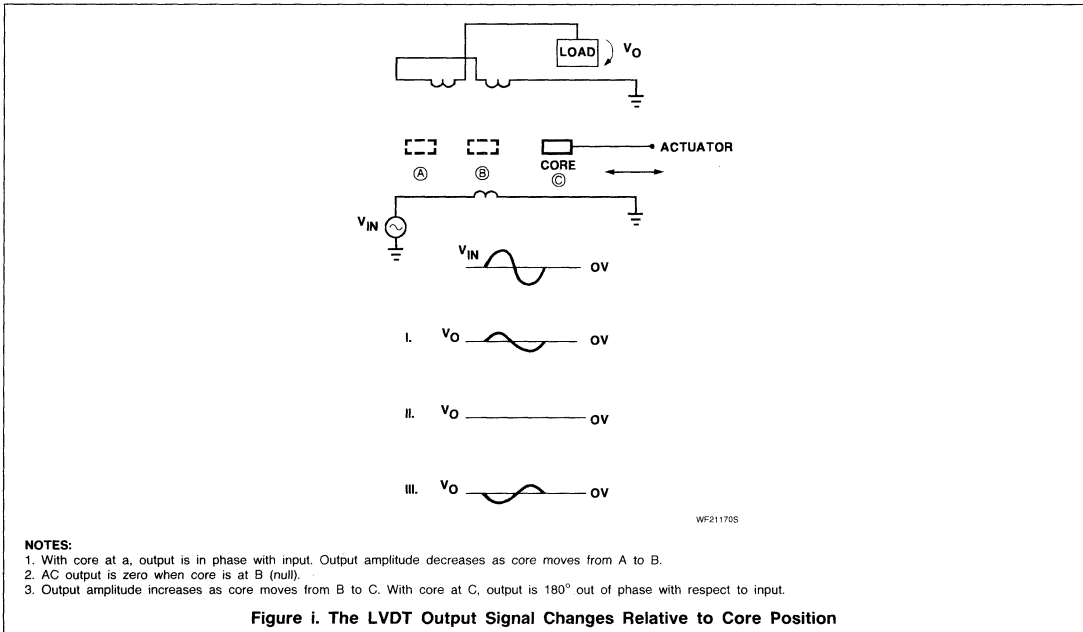 LOAD
VO
ACTUATOR
CORE
Ⓐ
Ⓑ
Ⓒ
VIN
VIN
OV
I. VO OV
II. VO OV
III. VO OV
WF21170S
NOTES:
1. With core at a, output is in phase with input. Output amplitude decreases as core moves from A to B.
2. AC output is zero when core is at B (null).
3. Output amplitude increases as core moves from B to C. With core at C, output is 180° out of phase with respect to input.
Figure i. The LVDT Output Signal Changes Relative to Core Position